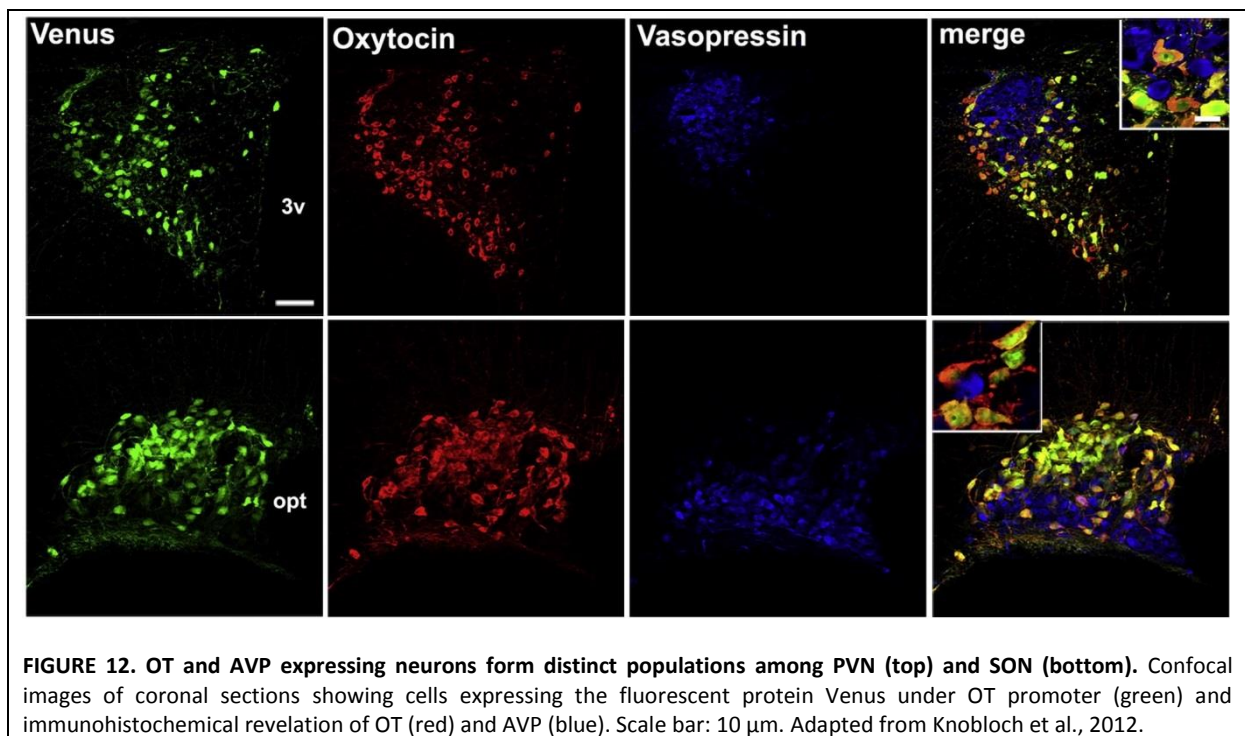 Venus
Oxytocin
Vasopressin
merge
3v
opt
FIGURE 12. OT and AVP expressing neurons form distinct populations among PVN (top) and SON (bottom). Confocal
images of coronal sections showing cells expressing the fluorescent protein Venus under OT promoter (green) and
immunohistochemical revelation of OT (red) and AVP (blue). Scale bar: 10 μm. Adapted from Knobloch et al., 2012.